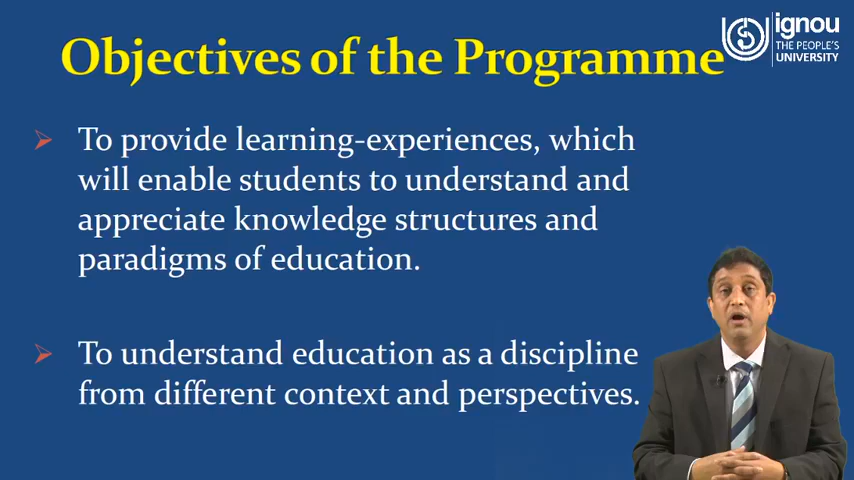 Objectives of the Programme
ignou
THE PEOPLE'S
UNIVERSITY
To provide learning-experiences, which
will enable students to understand and
appreciate knowledge structures and
paradigms of education.
To understand education as a discipline
from different context and perspectives.